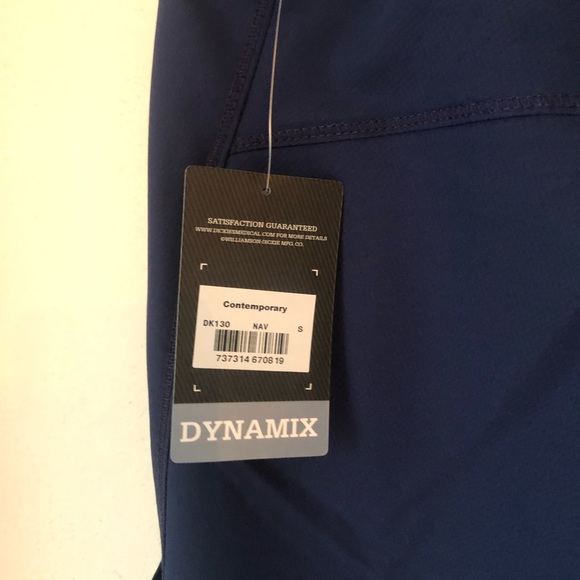 SATISFACTION GUARANTEED
WWW.DICKIESMEDICAL.COM FOR MORE DETAILS
©WILLIAMSON-DICKIE MFG. CO.
Contemporary
DK130 NAV S
737314 670819
DYNAMIX